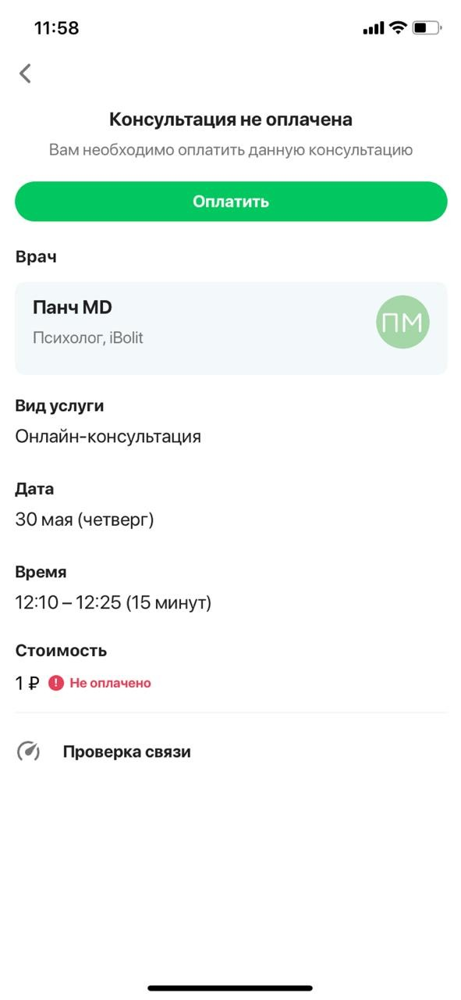 11:58
Консультация не оплачена
Вам необходимо оплатить данную консультацию
Оплатить
Врач
Панч MD
Психолог, iBolit
ПМ
Вид услуги
Онлайн-консультация
Дата
30 мая (четверг)
Время
12:10 – 12:25 (15 минут)
Стоимость
1 ₽ ! Не оплачено
Проверка связи